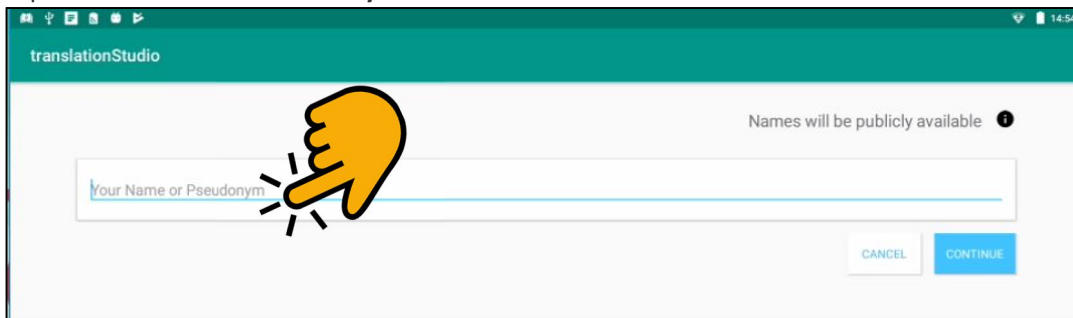 14:54
translationStudio
Names will be publicly available
Your Name or Pseudonym
CANCEL CONTINUE